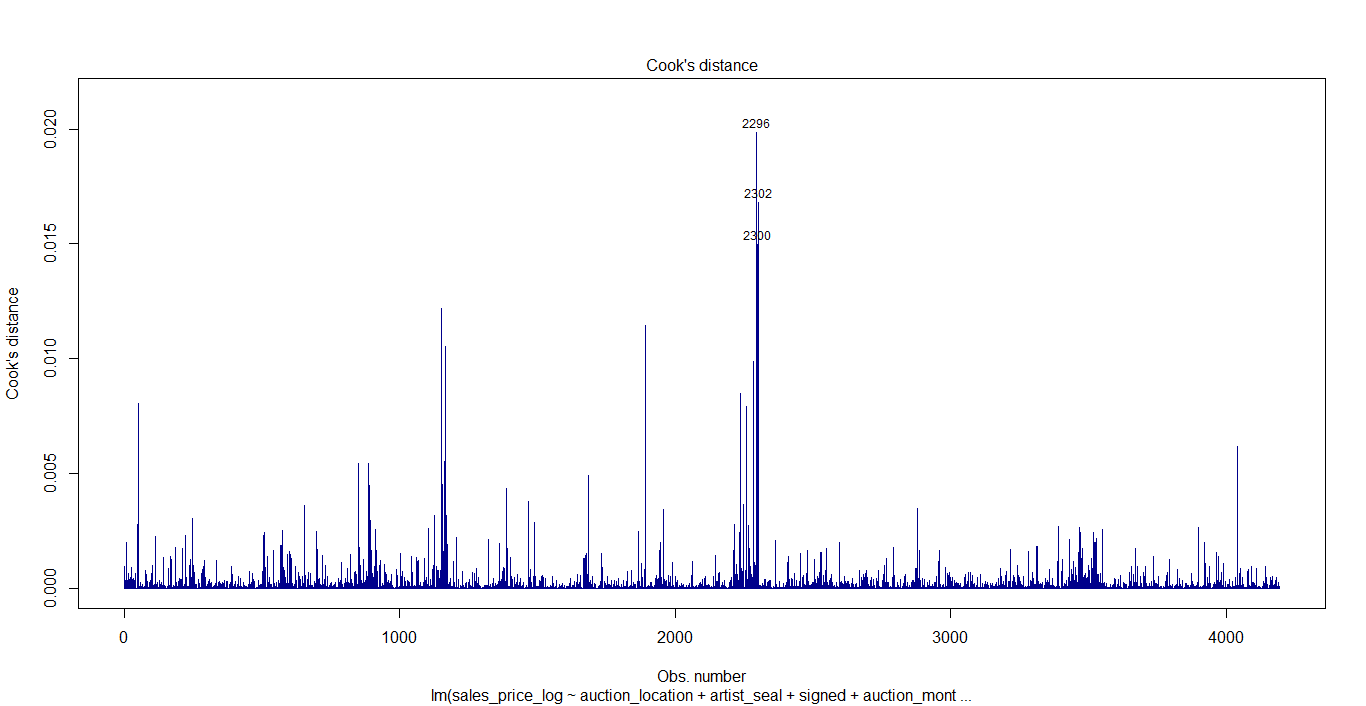 Cook's distance
2296
2302
2300
0.020
0.015
0.010
0.005
0.000
Cook's distance
0 1000 2000 3000 4000
Obs. number
lm(sales_price_log ~ auction_location + artist_seal + signed + auction_mont ...